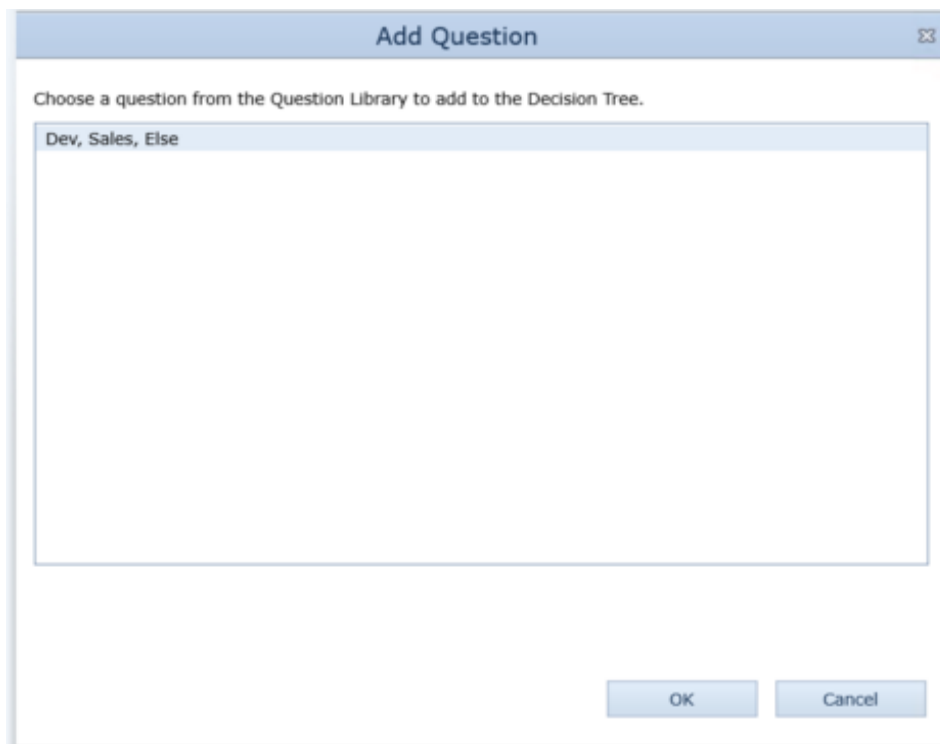 Add Question
Choose a question from the Question Library to add to the Decision Tree.
Dev, Sales, Else
OK
Cancel